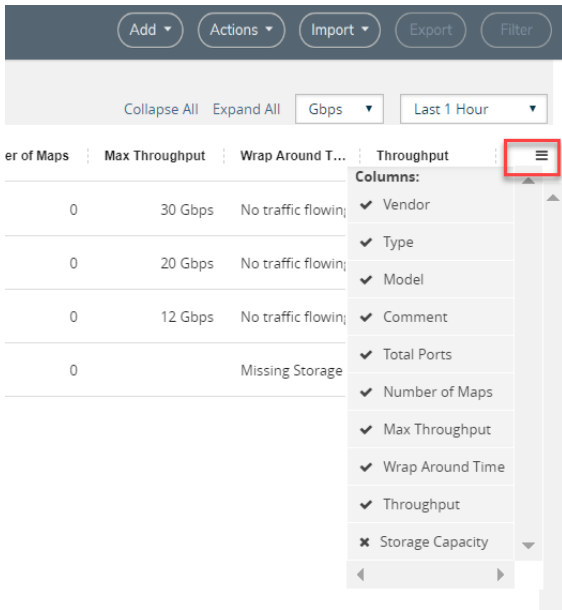 Add Actions Import Export Filter
Collapse All Expand All Gbps Last 1 Hour
er of Maps Max Throughput Wrap Around T... Throughput
Columns:
0 30 Gbps No traffic flowing Vendor
Type
0 20 Gbps No traffic flowing Model
0 12 Gbps No traffic flowing Comment
Total Ports
0 Missing Storage
Number of Maps
Max Throughput
Wrap Around Time
Throughput
Storage Capacity